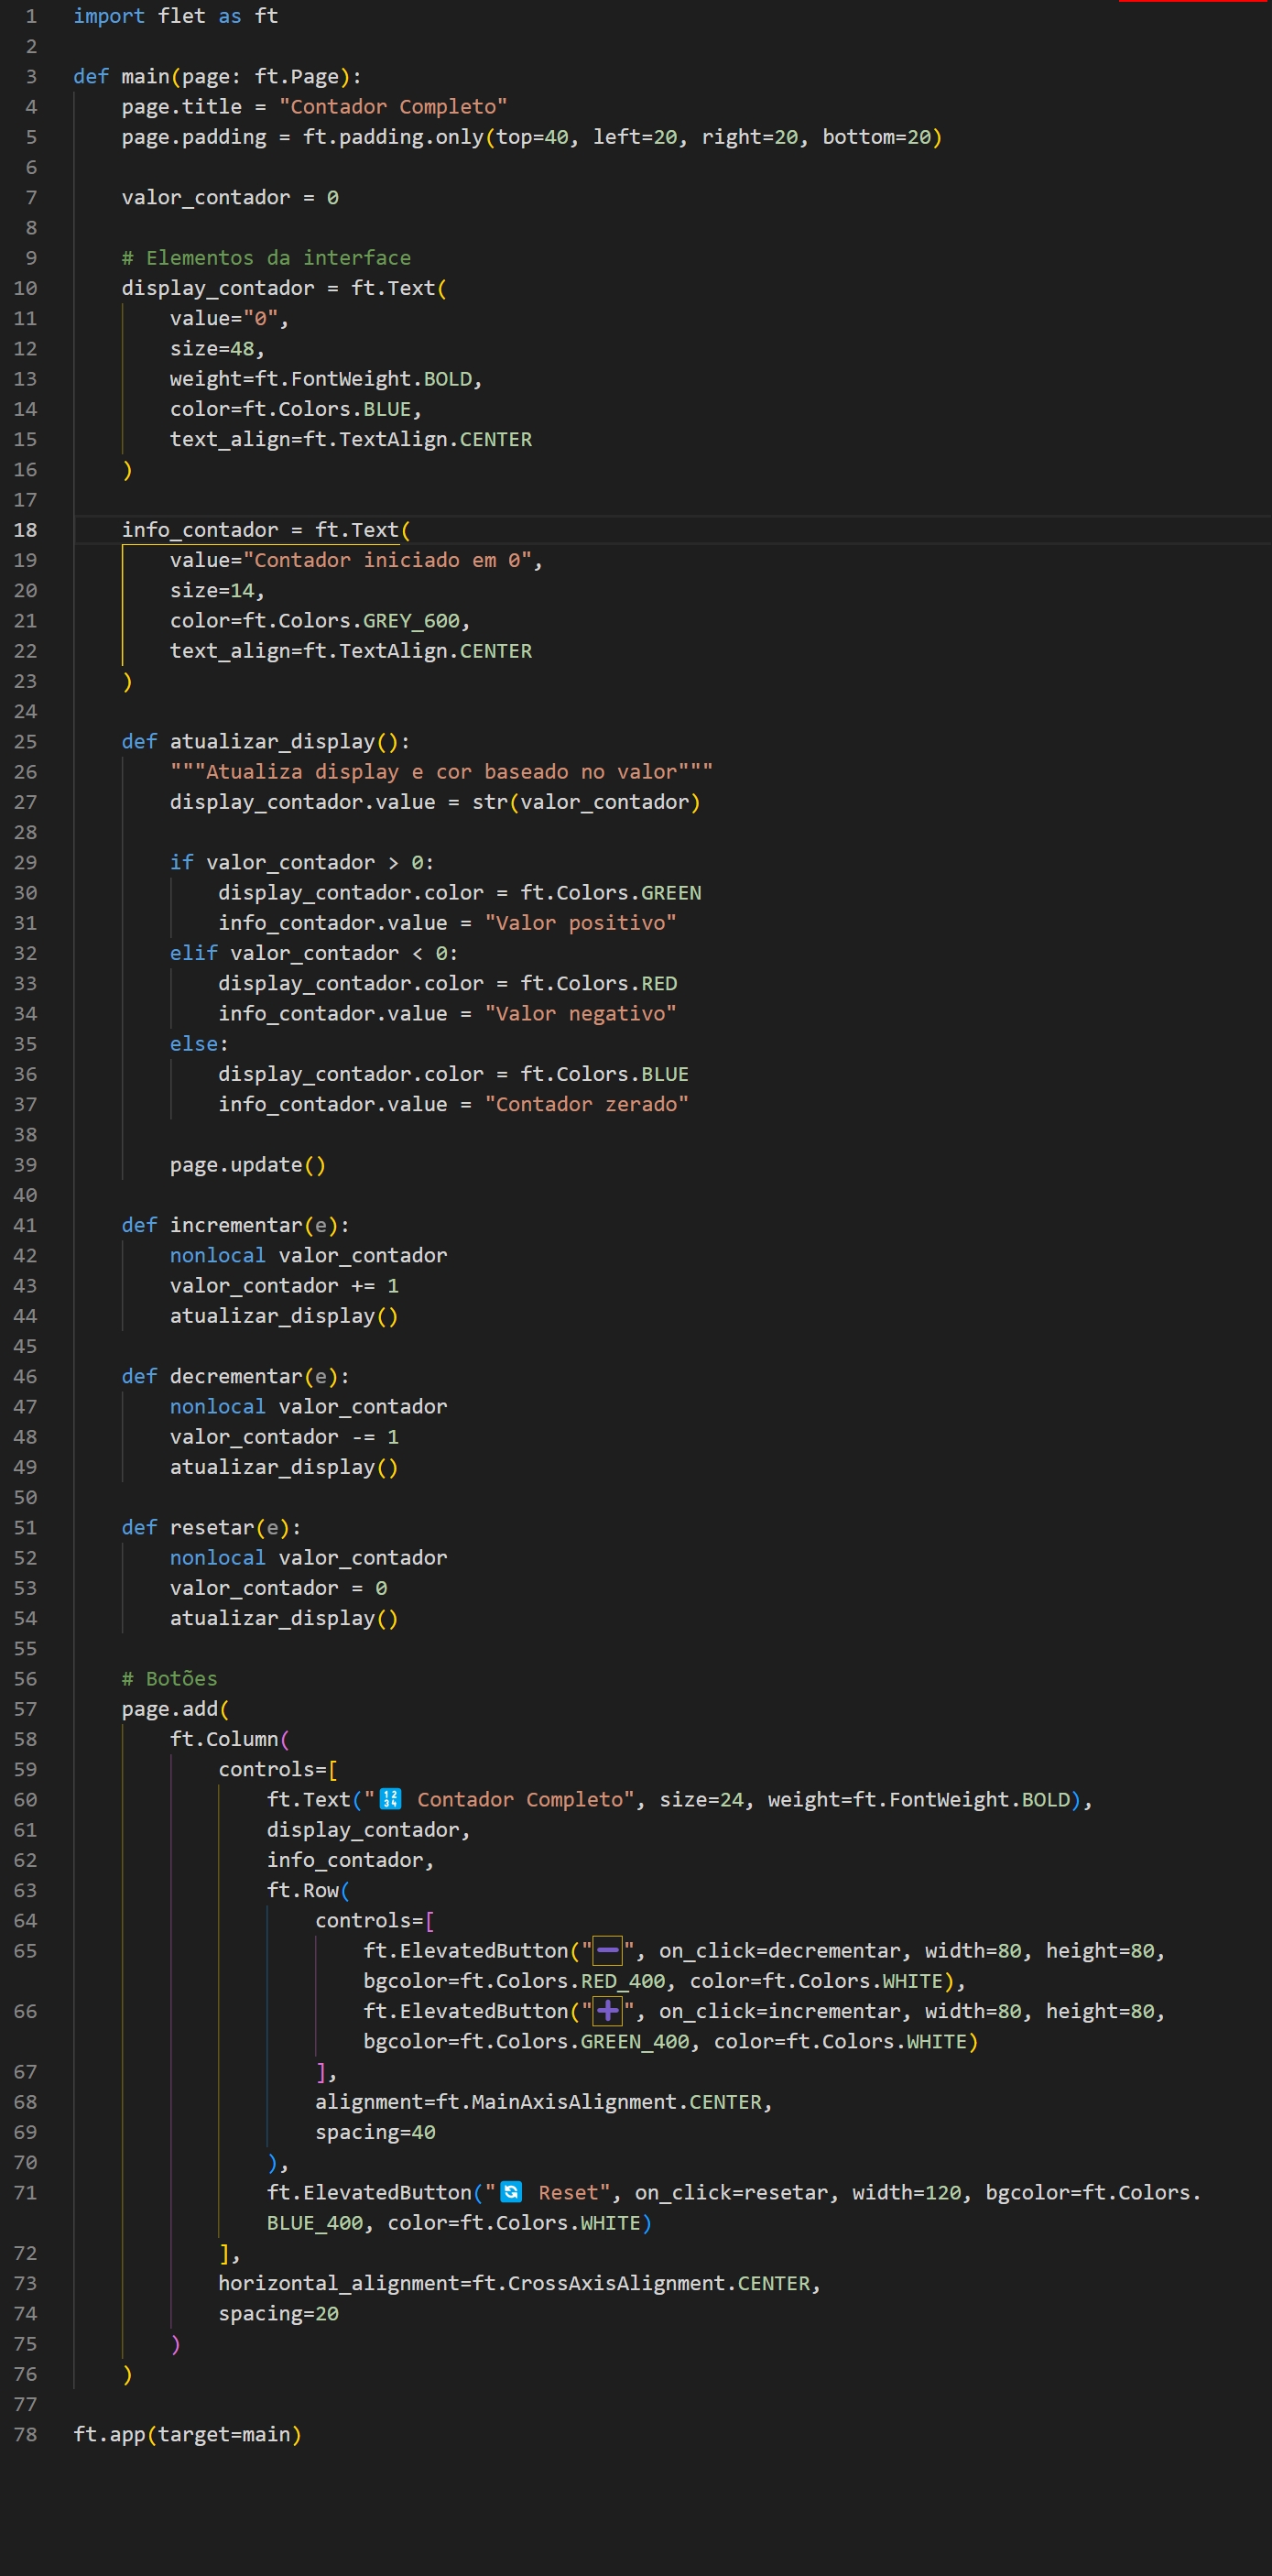 1 import flet as ft
2
3 def main(page: ft.Page):
4     page.title = "Contador Completo"
5     page.padding = ft.padding.only(top=40, left=20, right=20, bottom=20)
6
7     valor_contador = 0
8
9     # Elementos da interface
10     display_contador = ft.Text(
11         value="0",
12         size=48,
13         weight=ft.FontWeight.BOLD,
14         color=ft.Colors.BLUE,
15         text_align=ft.TextAlign.CENTER
16     )
17
18     info_contador = ft.Text(
19         value="Contador iniciado em 0",
20         size=14,
21         color=ft.Colors.GREY_600,
22         text_align=ft.TextAlign.CENTER
23     )
24
25     def atualizar_display():
26         """Atualiza display e cor baseado no valor"""
27         display_contador.value = str(valor_contador)
28
29         if valor_contador > 0:
30             display_contador.color = ft.Colors.GREEN
31             info_contador.value = "Valor positivo"
32         elif valor_contador < 0:
33             display_contador.color = ft.Colors.RED
34             info_contador.value = "Valor negativo"
35         else:
36             display_contador.color = ft.Colors.BLUE
37             info_contador.value = "Contador zerado"
38
39         page.update()
40
41     def incrementar(e):
42         nonlocal valor_contador
43         valor_contador += 1
44         atualizar_display()
45
46     def decrementar(e):
47         nonlocal valor_contador
48         valor_contador -= 1
49         atualizar_display()
50
51     def resetar(e):
52         nonlocal valor_contador
53         valor_contador = 0
54         atualizar_display()
55
56     # Botões
57     page.add(
58         ft.Column(
59             controls=[
60                 ft.Text("🔢 Contador Completo", size=24, weight=ft.FontWeight.BOLD),
61                 display_contador,
62                 info_contador,
63                 ft.Row(
64                     controls=[
65                         ft.ElevatedButton("➖", on_click=decrementar, width=80, height=80,
                        bgcolor=ft.Colors.RED_400, color=ft.Colors.WHITE),
66                         ft.ElevatedButton("➕", on_click=incrementar, width=80, height=80,
                        bgcolor=ft.Colors.GREEN_400, color=ft.Colors.WHITE)
67                     ],
68                     alignment=ft.MainAxisAlignment.CENTER,
69                     spacing=40
70                 ),
71                 ft.ElevatedButton("🔄 Reset", on_click=resetar, width=120, bgcolor=ft.Colors.
                BLUE_400, color=ft.Colors.WHITE)
72             ],
73             horizontal_alignment=ft.CrossAxisAlignment.CENTER,
74             spacing=20
75         )
76     )
77
78 ft.app(target=main)